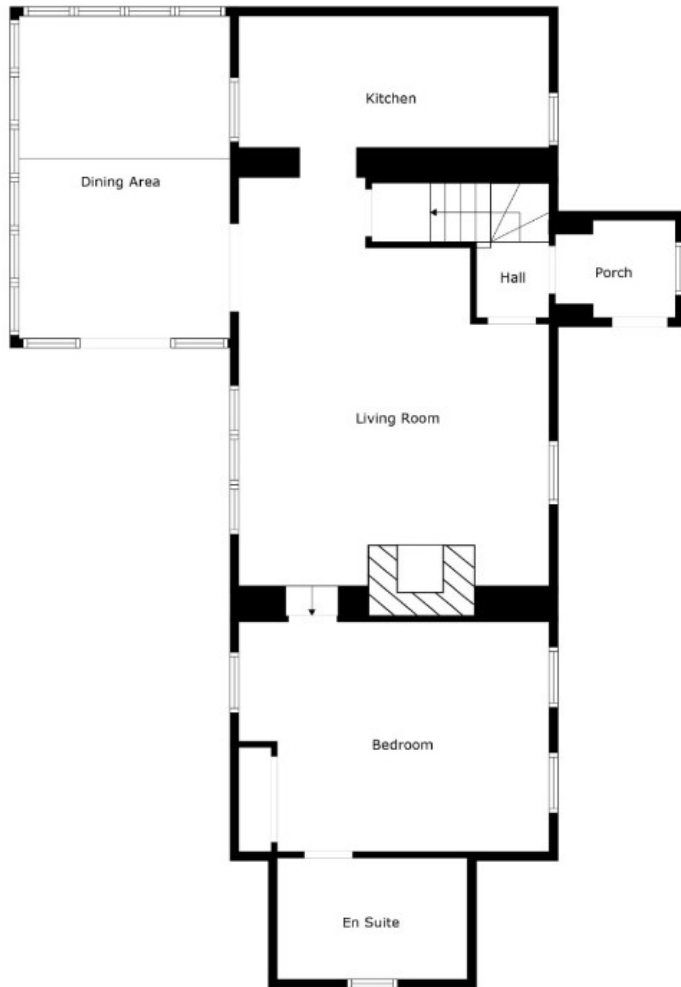 Kitchen
Dining Area
Hall
Porch
Living Room
Bedroom
En Suite